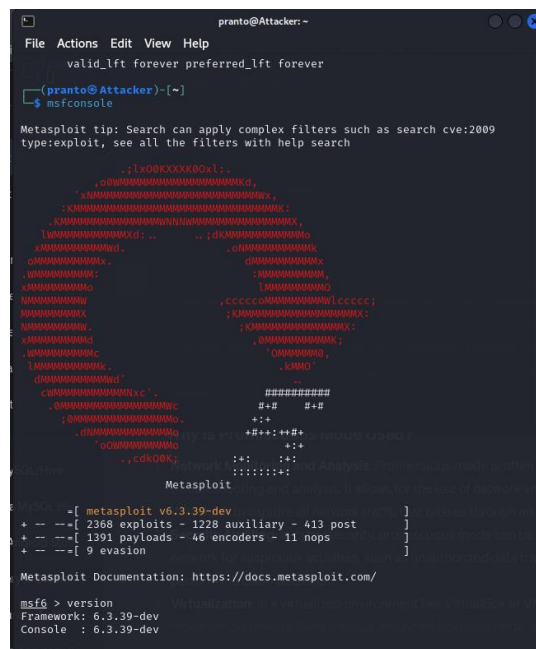 pranto@Attacker: ~
File Actions Edit View Help
valid_lft forever preferred_lft forever
(pranto㉿Attacker)-[~]
$ msfconsole
Metasploit tip: Search can apply complex filters such as search cve:2009
type:exploit, see all the filters with help search
Metasploit
=[ metasploit v6.3.39-dev ]
+ -- --=[ 2368 exploits - 1228 auxiliary - 413 post ]
+ -- --=[ 1391 payloads - 46 encoders - 11 nops ]
+ -- --=[ 9 evasion ]
Metasploit Documentation: https://docs.metasploit.com/
msf6 > version
Framework: 6.3.39-dev
Console : 6.3.39-dev